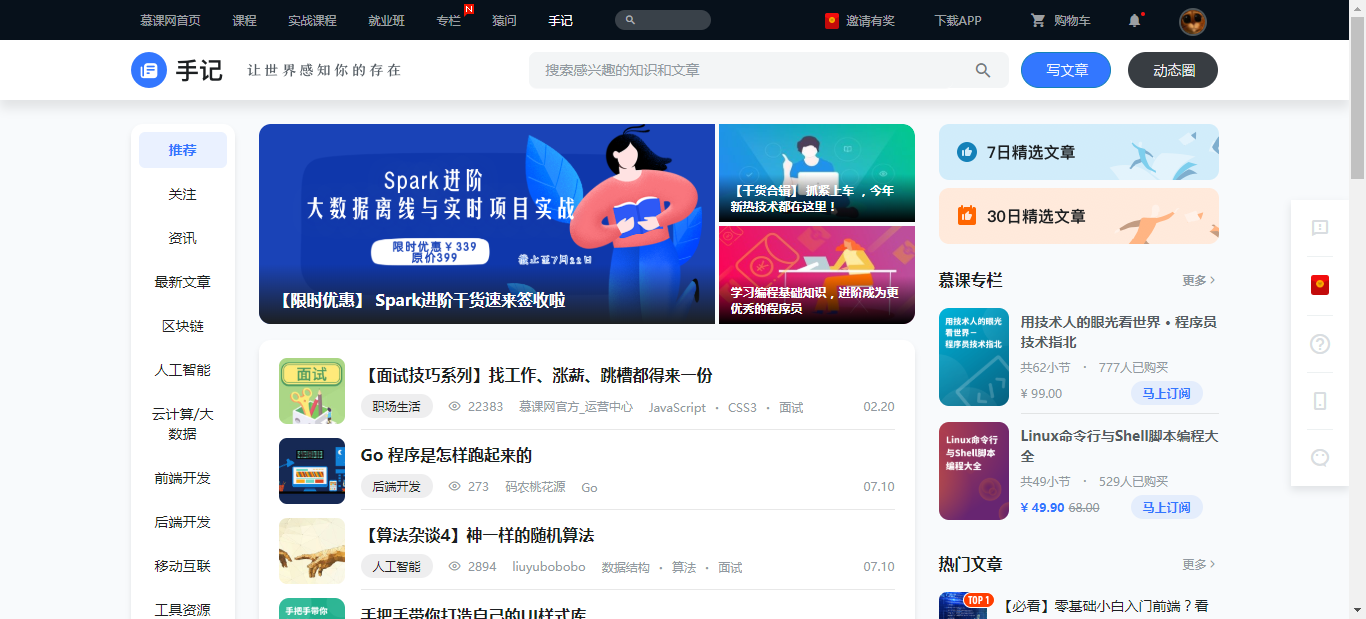 慕课网首页 课程 实战课程 就业班 专栏 N 猿问 手记 邀请有奖 下载APP 购物车
手记 让世界感知你的存在 搜索感兴趣的知识和文章 写文章 动态圈
推荐
关注
资讯
最新文章
区块链
人工智能
云计算/大
数据
前端开发
后端开发
移动互联
工具资源
Spark进阶
大数据离线与实时项目实战
限时优惠￥339
原价399
截止至7月22日
【限时优惠】 Spark进阶干货速来签收啦
【干货合辑】 抓紧上车 ，今年
新热技术都在这里！
学习编程基础知识，进阶成为更
优秀的程序员
面试
【面试技巧系列】找工作、涨薪、跳槽都得来一份
职场生活 22383 慕课网官方_运营中心 JavaScript · CSS3 · 面试 02.20
Go 程序是怎样跑起来的
后端开发 273 码农桃花源 Go 07.10
【算法杂谈4】神一样的随机算法
人工智能 2894 liuyubobobo 数据结构 · 算法 · 面试 07.10
手把手带你
手把手带你打造自己的UI样式库
7日精选文章
30日精选文章
慕课专栏 更多
用技术人的眼光
看世界－
程序员技术指北
用技术人的眼光看世界 • 程序员
技术指北
共62小节 · 777人已购买
¥ 99.00 马上订阅
Linux命令行
与Shell脚本
编程大全
Linux命令行与Shell脚本编程大
全
共49小节 · 529人已购买
¥ 49.90 68.00 马上订阅
热门文章 更多
TOP 1
【必看】零基础小白入门前端？看